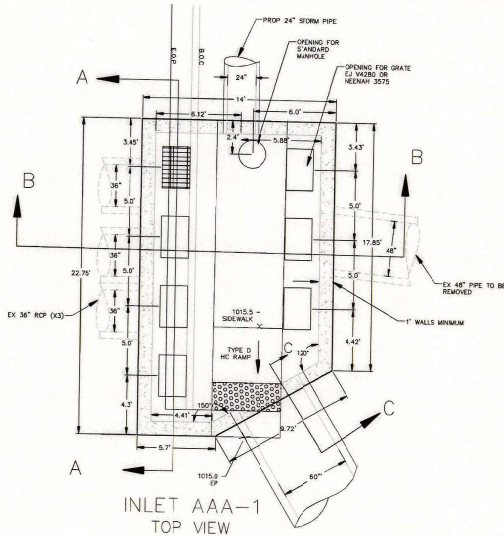 PROP 24" STORM PIPE
OPENING FOR
STANDARD
MANHOLE
OPENING FOR GRATE
EJ V4280 OR
NEENAH 3575
E.O.P
B.O.C
A
24"
14'
6.12'
6.0'
2.4'
5.88'
3.45'
3.43'
B
B
36"
5.0'
5.0'
36"
5.0'
5.0'
17.85'
48"
22.75'
EX 48" PIPE TO BE
REMOVED
EX 36" RCP (X3)
36"
1015.5
SIDEWALK
1' WALLS MINIMUM
5.0'
4.42'
TYPE D
HC RAMP
C
120°
4.3'
4.41'
150°
9.72'
C
5.7'
A
1015.0
EP
60"
INLET AAA-1
TOP VIEW